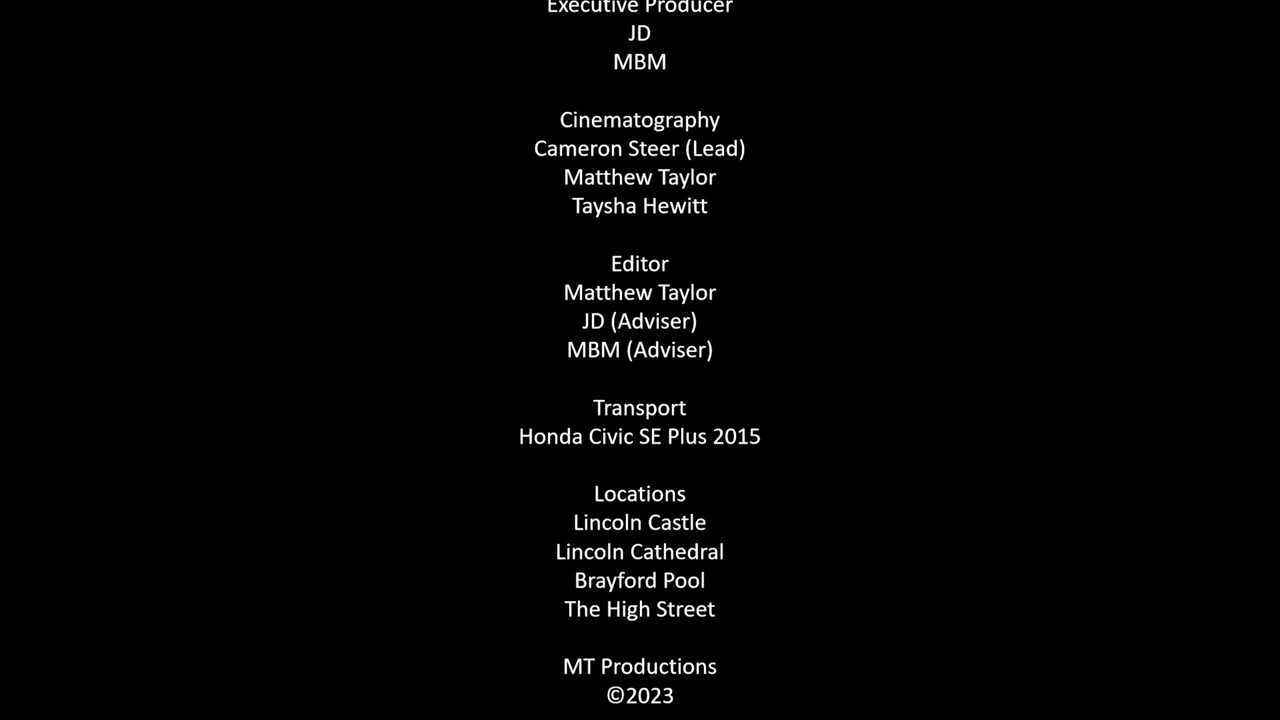 Executive Producer
JD
MBM
Cinematography
Cameron Steer (Lead)
Matthew Taylor
Taysha Hewitt
Editor
Matthew Taylor
JD (Adviser)
MBM (Adviser)
Transport
Honda Civic SE Plus 2015
Locations
Lincoln Castle
Lincoln Cathedral
Brayford Pool
The High Street
MT Productions
©2023